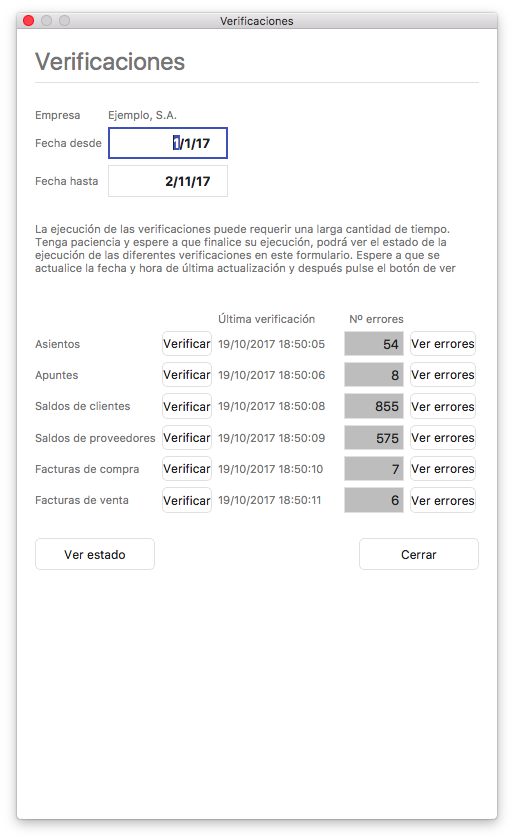 Verificaciones
Verificaciones
Empresa Ejemplo, S.A.
Fecha desde 1/1/17
Fecha hasta 2/11/17
La ejecución de las verificaciones puede requerir una larga cantidad de tiempo.
Tenga paciencia y espere a que finalice su ejecución, podrá ver el estado de la
ejecución de las diferentes verificaciones en este formulario. Espere a que se
actualice la fecha y hora de última actualización y después pulse el botón de ver
Última verificación Nº errores
Asientos Verificar 19/10/2017 18:50:05 54 Ver errores
Apuntes Verificar 19/10/2017 18:50:06 8 Ver errores
Saldos de clientes Verificar 19/10/2017 18:50:08 855 Ver errores
Saldos de proveedores Verificar 19/10/2017 18:50:09 575 Ver errores
Facturas de compra Verificar 19/10/2017 18:50:10 7 Ver errores
Facturas de venta Verificar 19/10/2017 18:50:11 6 Ver errores
Ver estado Cerrar